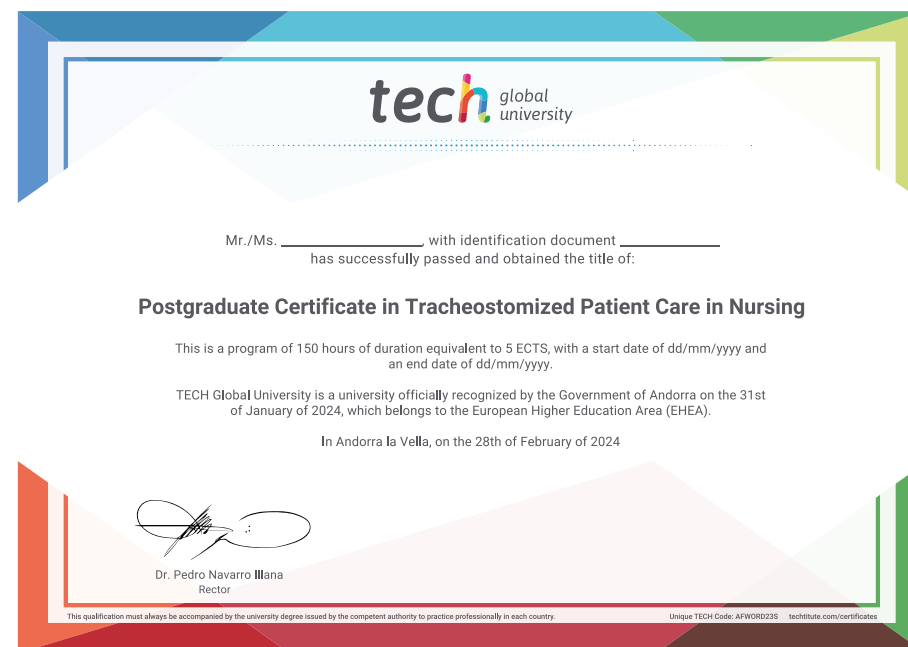 tech global
university
Mr./Ms. ____________, with identification document ____________
has successfully passed and obtained the title of:
Postgraduate Certificate in Tracheostomized Patient Care in Nursing
This is a program of 150 hours of duration equivalent to 5 ECTS, with a start date of dd/mm/yyyy and
an end date of dd/mm/yyyy.
TECH Global University is a university officially recognized by the Government of Andorra on the 31st
of January of 2024, which belongs to the European Higher Education Area (EHEA).
In Andorra la Vella, on the 28th of February of 2024
Dr. Pedro Navarro Illana
Rector
This qualification must always be accompanied by the university degree issued by the competent authority to practice professionally in each country.
Unique TECH Code: AFWORD23S techtitute.com/certificates